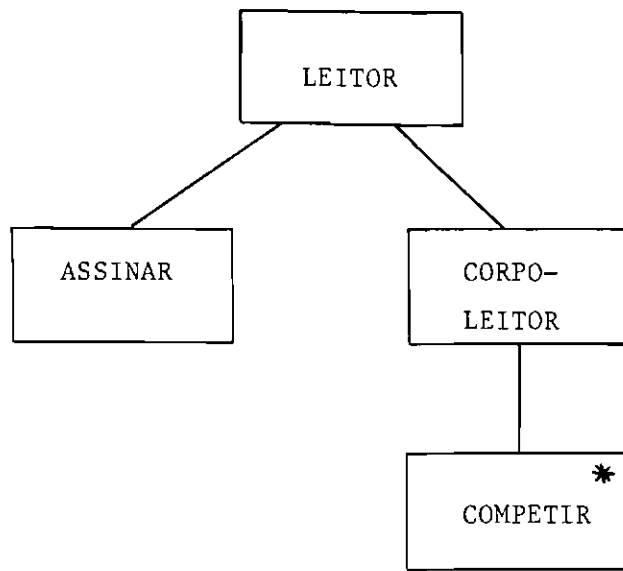 LEITOR
ASSINAR
CORPO-
LEITOR
*
COMPETIR